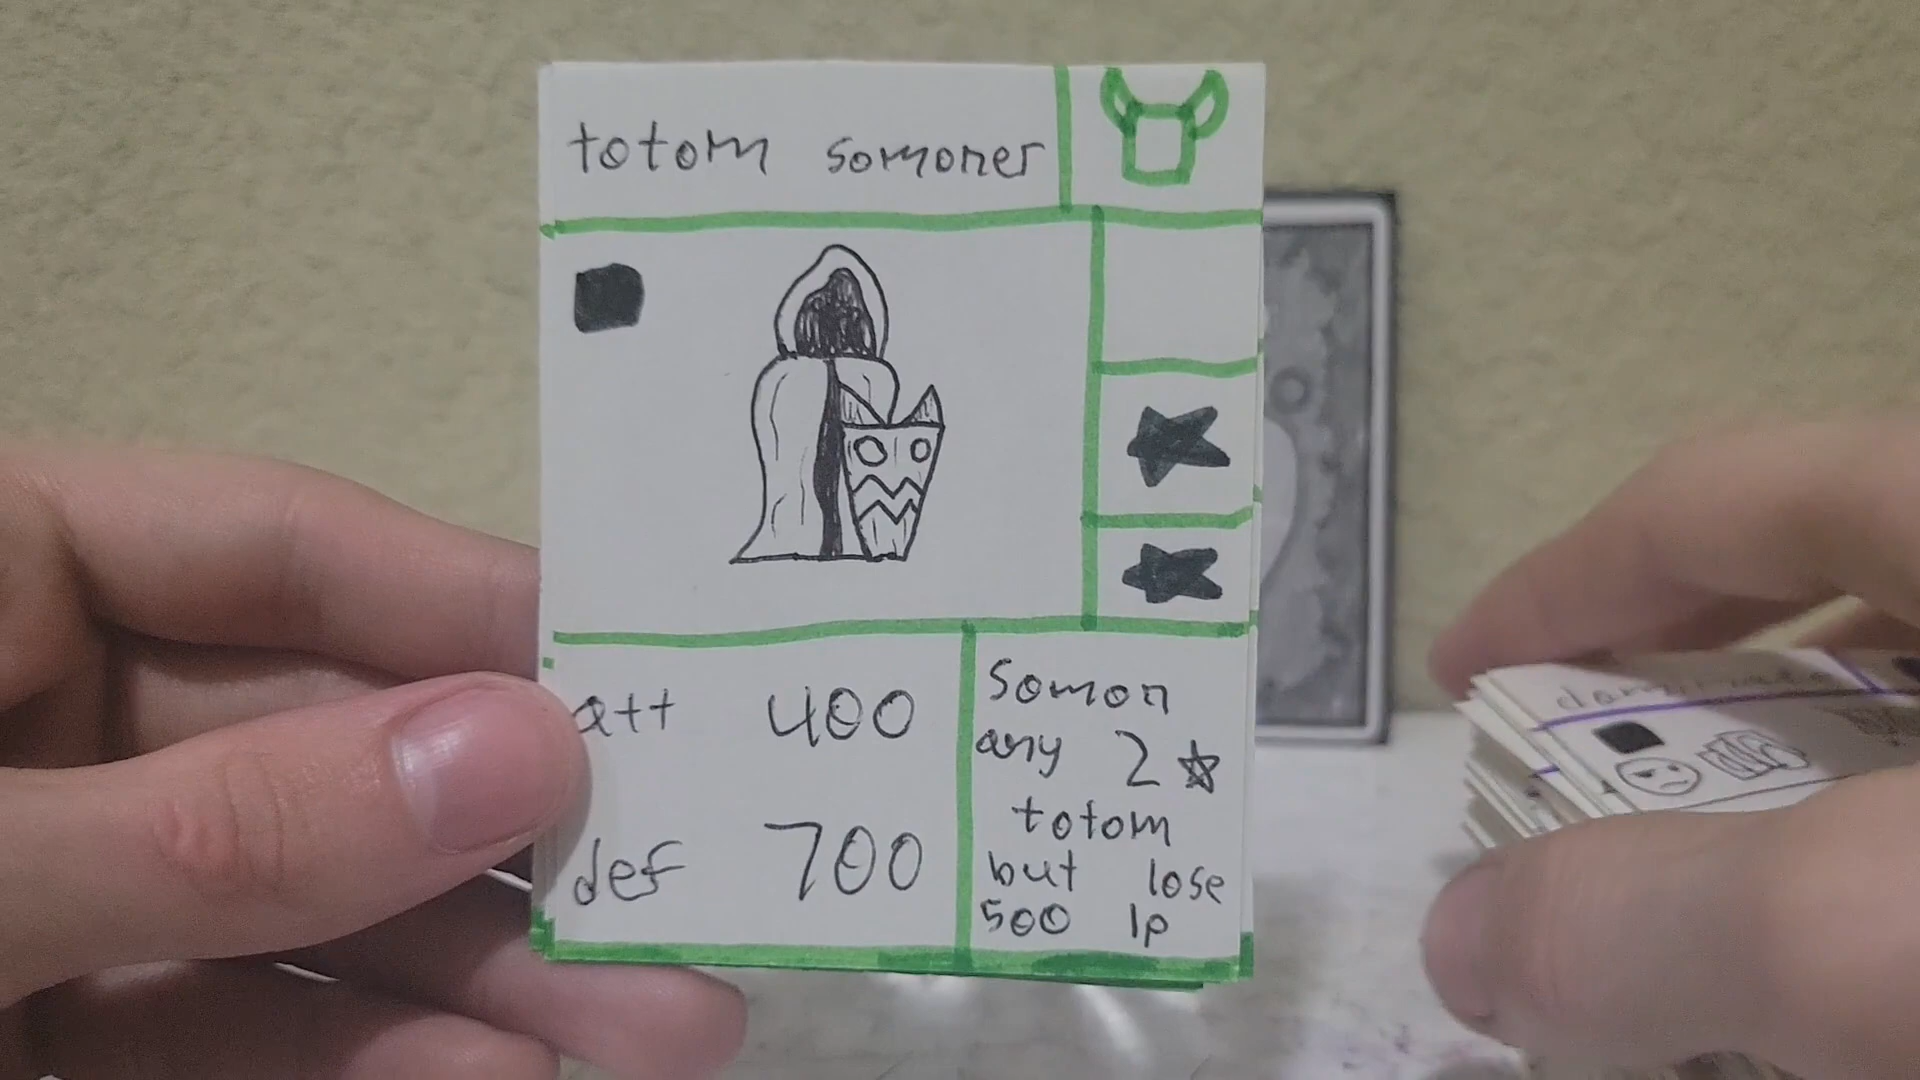 totom somoner
att 400
def 700
Somon
any 2 ☆
totom
but lose
500 lp